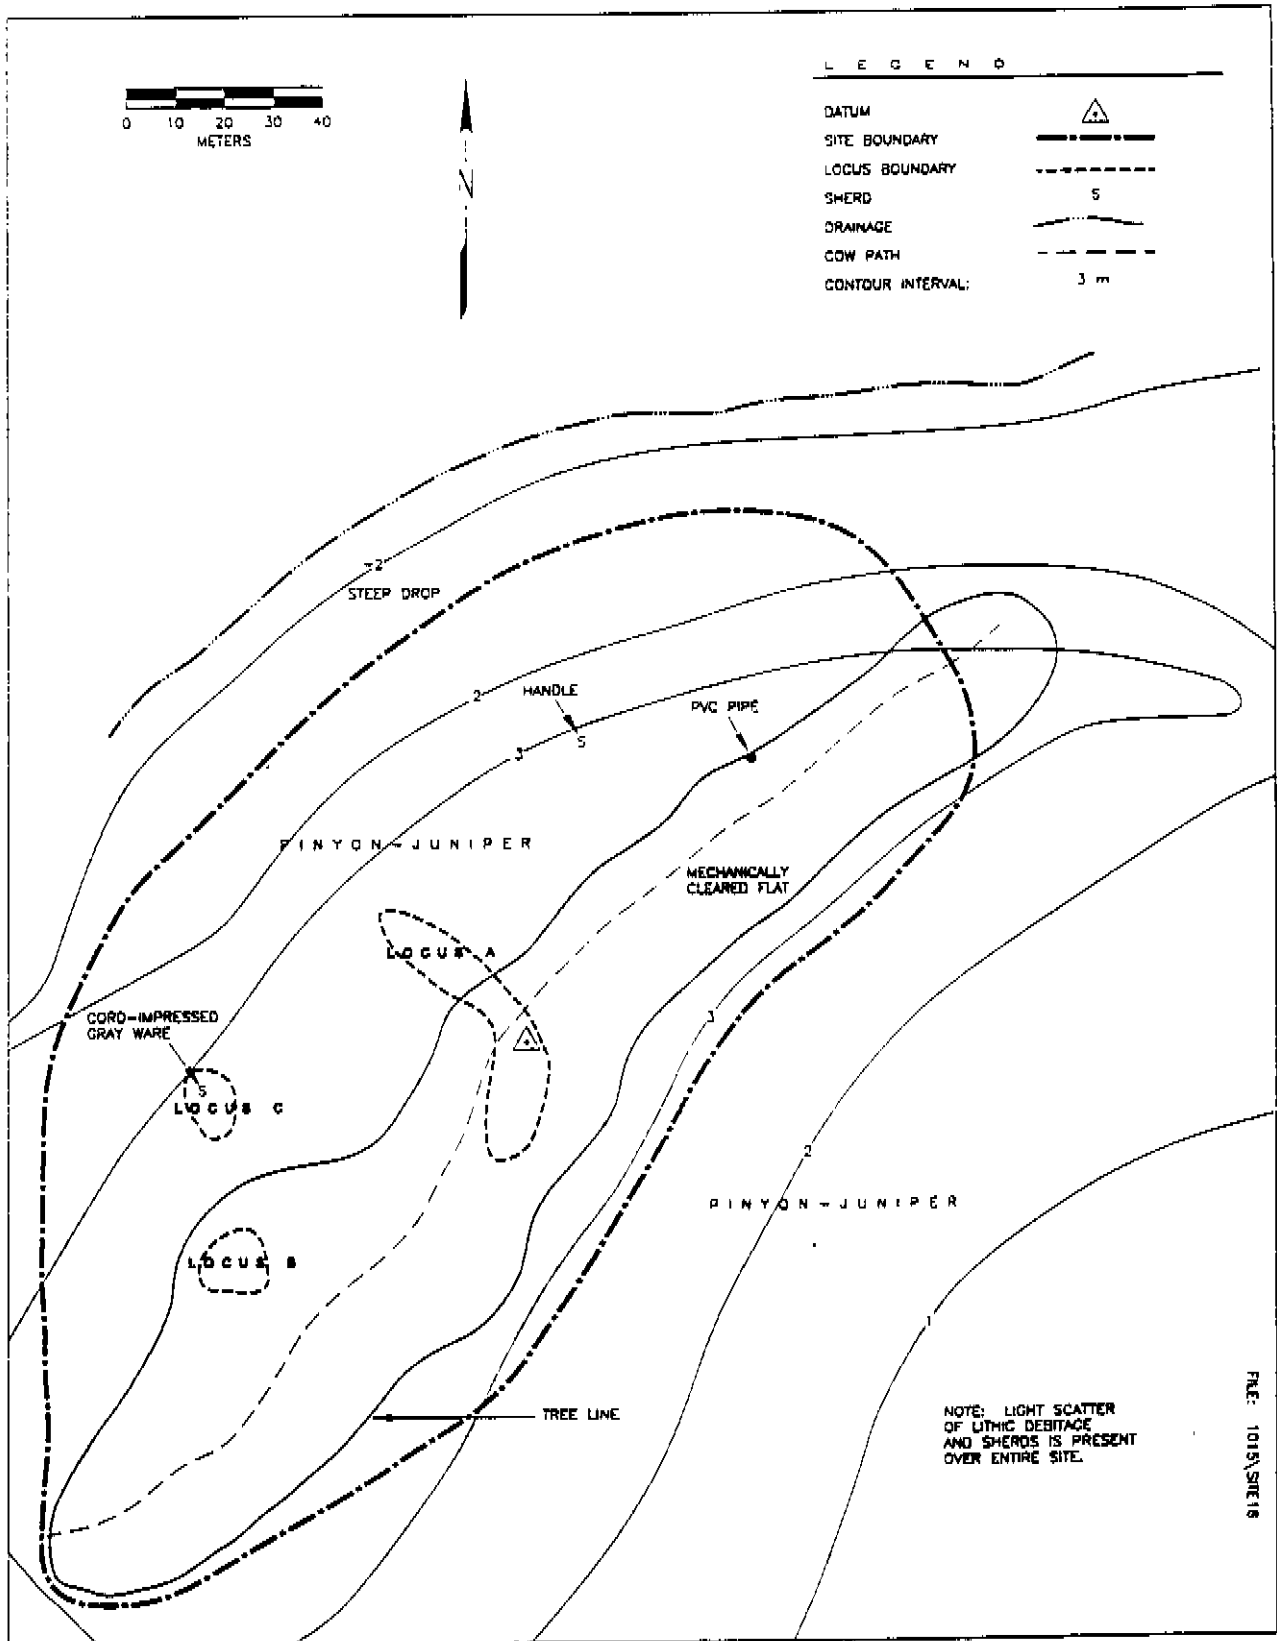 LEGEND
0 10 20 30 40
METERS
N
DATUM
SITE BOUNDARY
LOCUS BOUNDARY
SHERD S
DRAINAGE
COW PATH
CONTOUR INTERVAL: 3 m
-2
STEEP DROP
2
HANDLE
S
PVC PIPE
3
PINYON-JUNIPER
MECHANICALLY
CLEARED FLAT
LOCUS A
CORD-IMPRESSED
GRAY WARE
3
S
LOCUS C
2
PINYON-JUNIPER
LOCUS B
1
TREE LINE
NOTE: LIGHT SCATTER
OF LITHIC DEBITAGE
AND SHERDS IS PRESENT
OVER ENTIRE SITE.
FILE: 1015\SITE16